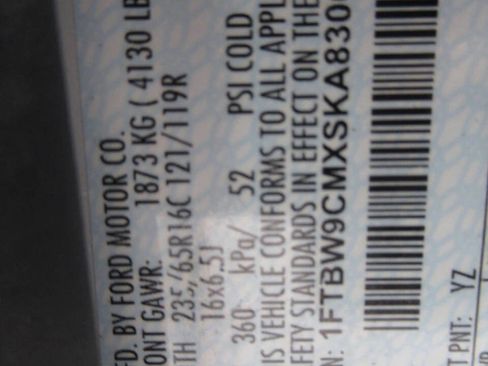 FD. BY FORD MOTOR CO.
ONT GAWR: 1873 KG ( 4130 LB
TH 235/65R16C 121/119R
16x6.5J
360 kPa/ 52 PSI COLD
IS VEHICLE CONFORMS TO ALL APPL
FETY STANDARDS IN EFFECT ON THE
N: 1FTBW9CMXSKA830
T PNT: YZ